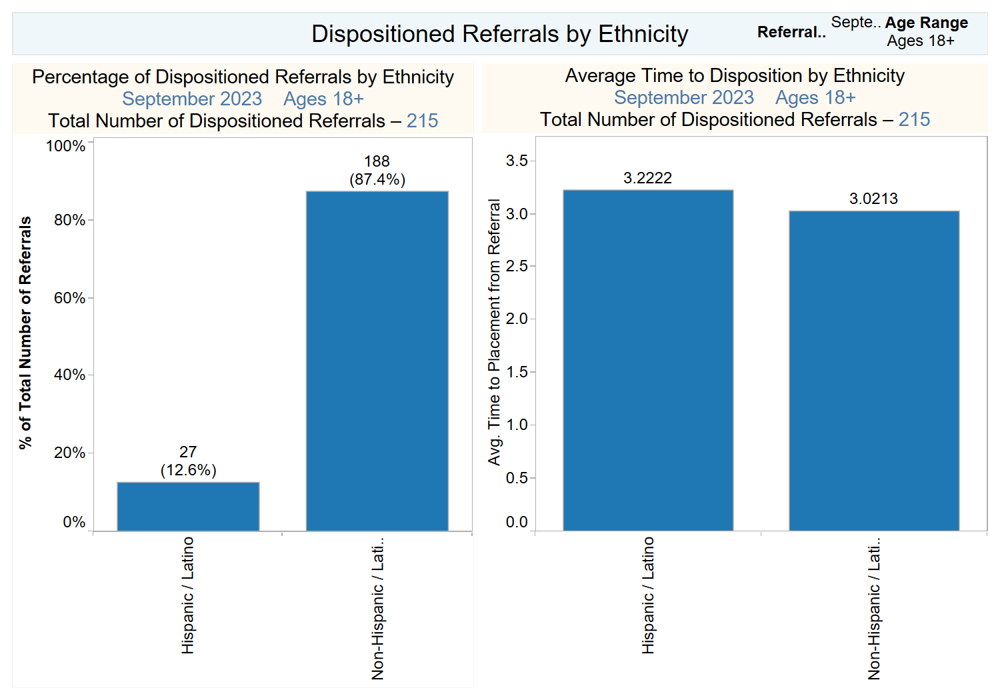 Dispositioned Referrals by Ethnicity
Referral..
Septe..
Age Range
Ages 18+
Percentage of Dispositioned Referrals by Ethnicity
September 2023 Ages 18+
Total Number of Dispositioned Referrals – 215
% of Total Number of Referrals
100%
80%
60%
40%
20%
0%
188
(87.4%)
27
(12.6%)
Hispanic / Latino
Non-Hispanic / Lati..
Average Time to Disposition by Ethnicity
September 2023 Ages 18+
Total Number of Dispositioned Referrals – 215
Avg. Time to Placement from Referral
3.5
3.0
2.5
2.0
1.5
1.0
0.5
0.0
3.2222
3.0213
Hispanic / Latino
Non-Hispanic / Lati..